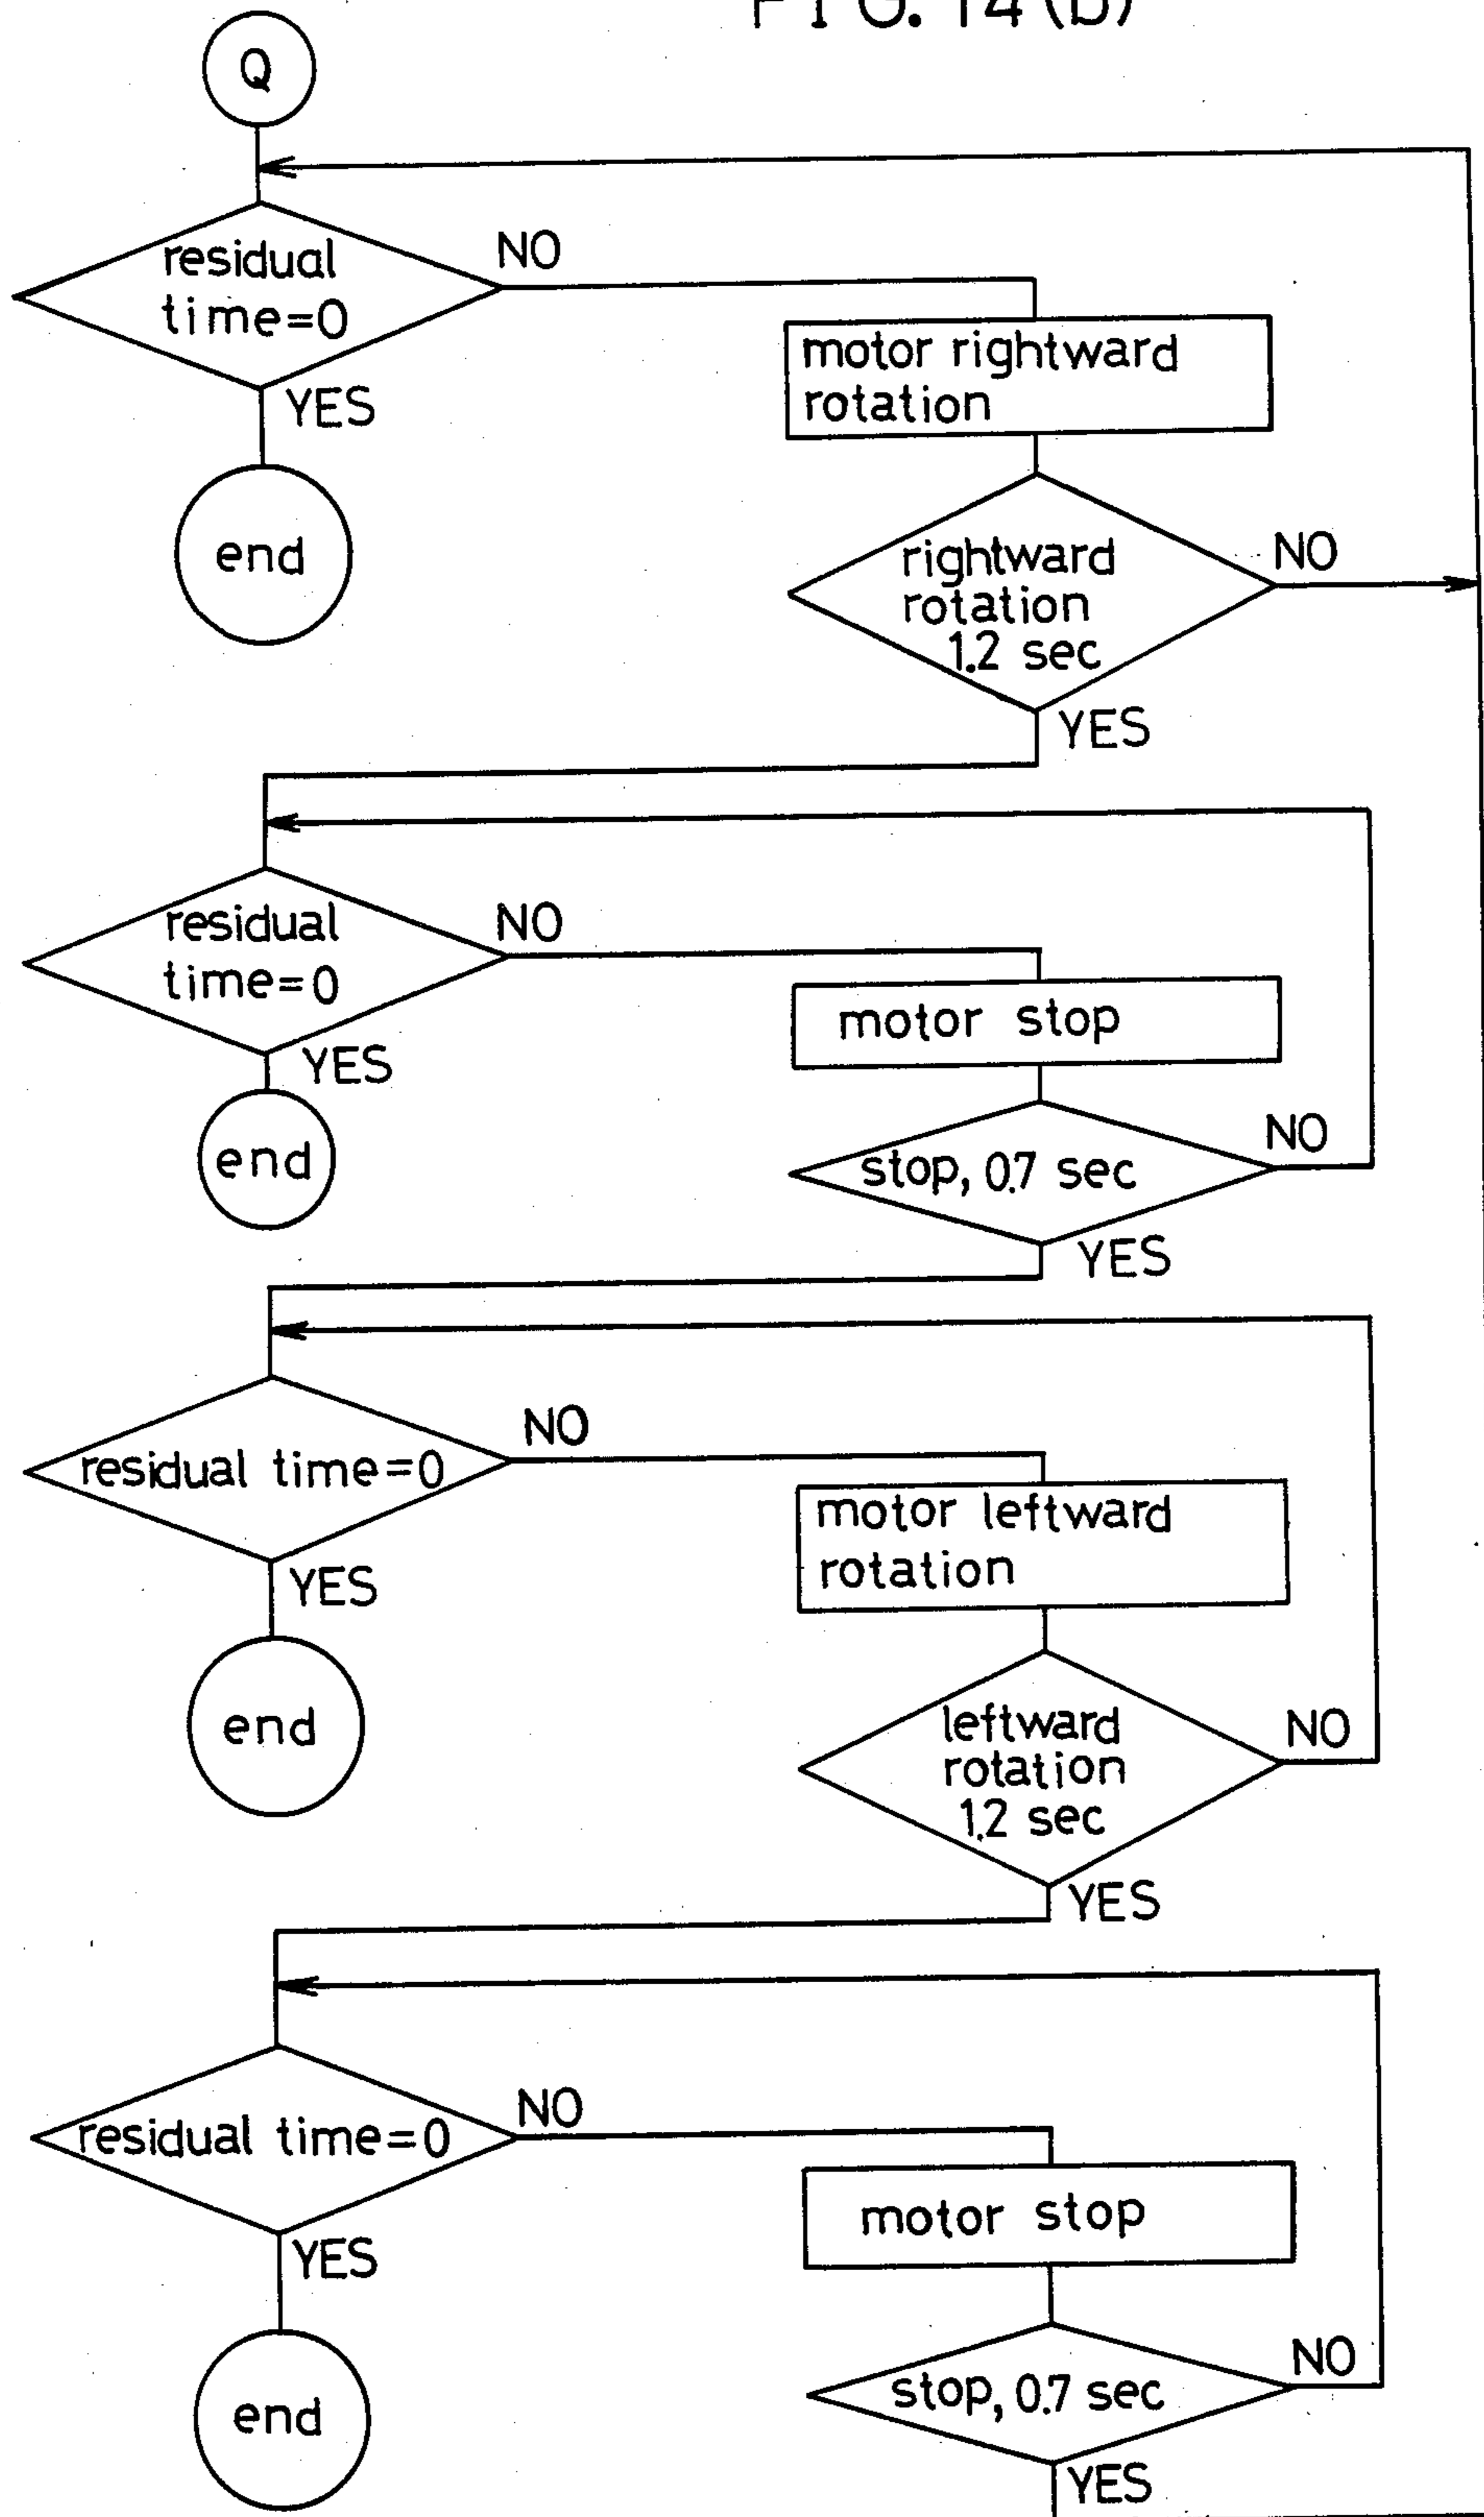 FIG. 14 (b)
Q
residual
time=0
NO
YES
end
motor rightward
rotation
rightward
rotation
1.2 sec
NO
YES
residual
time=0
NO
YES
end
motor stop
stop, 0.7 sec
NO
YES
residual time=0
NO
YES
end
motor leftward
rotation
leftward
rotation
1.2 sec
NO
YES
residual time=0
NO
YES
end
motor stop
stop, 0.7 sec
NO
YES